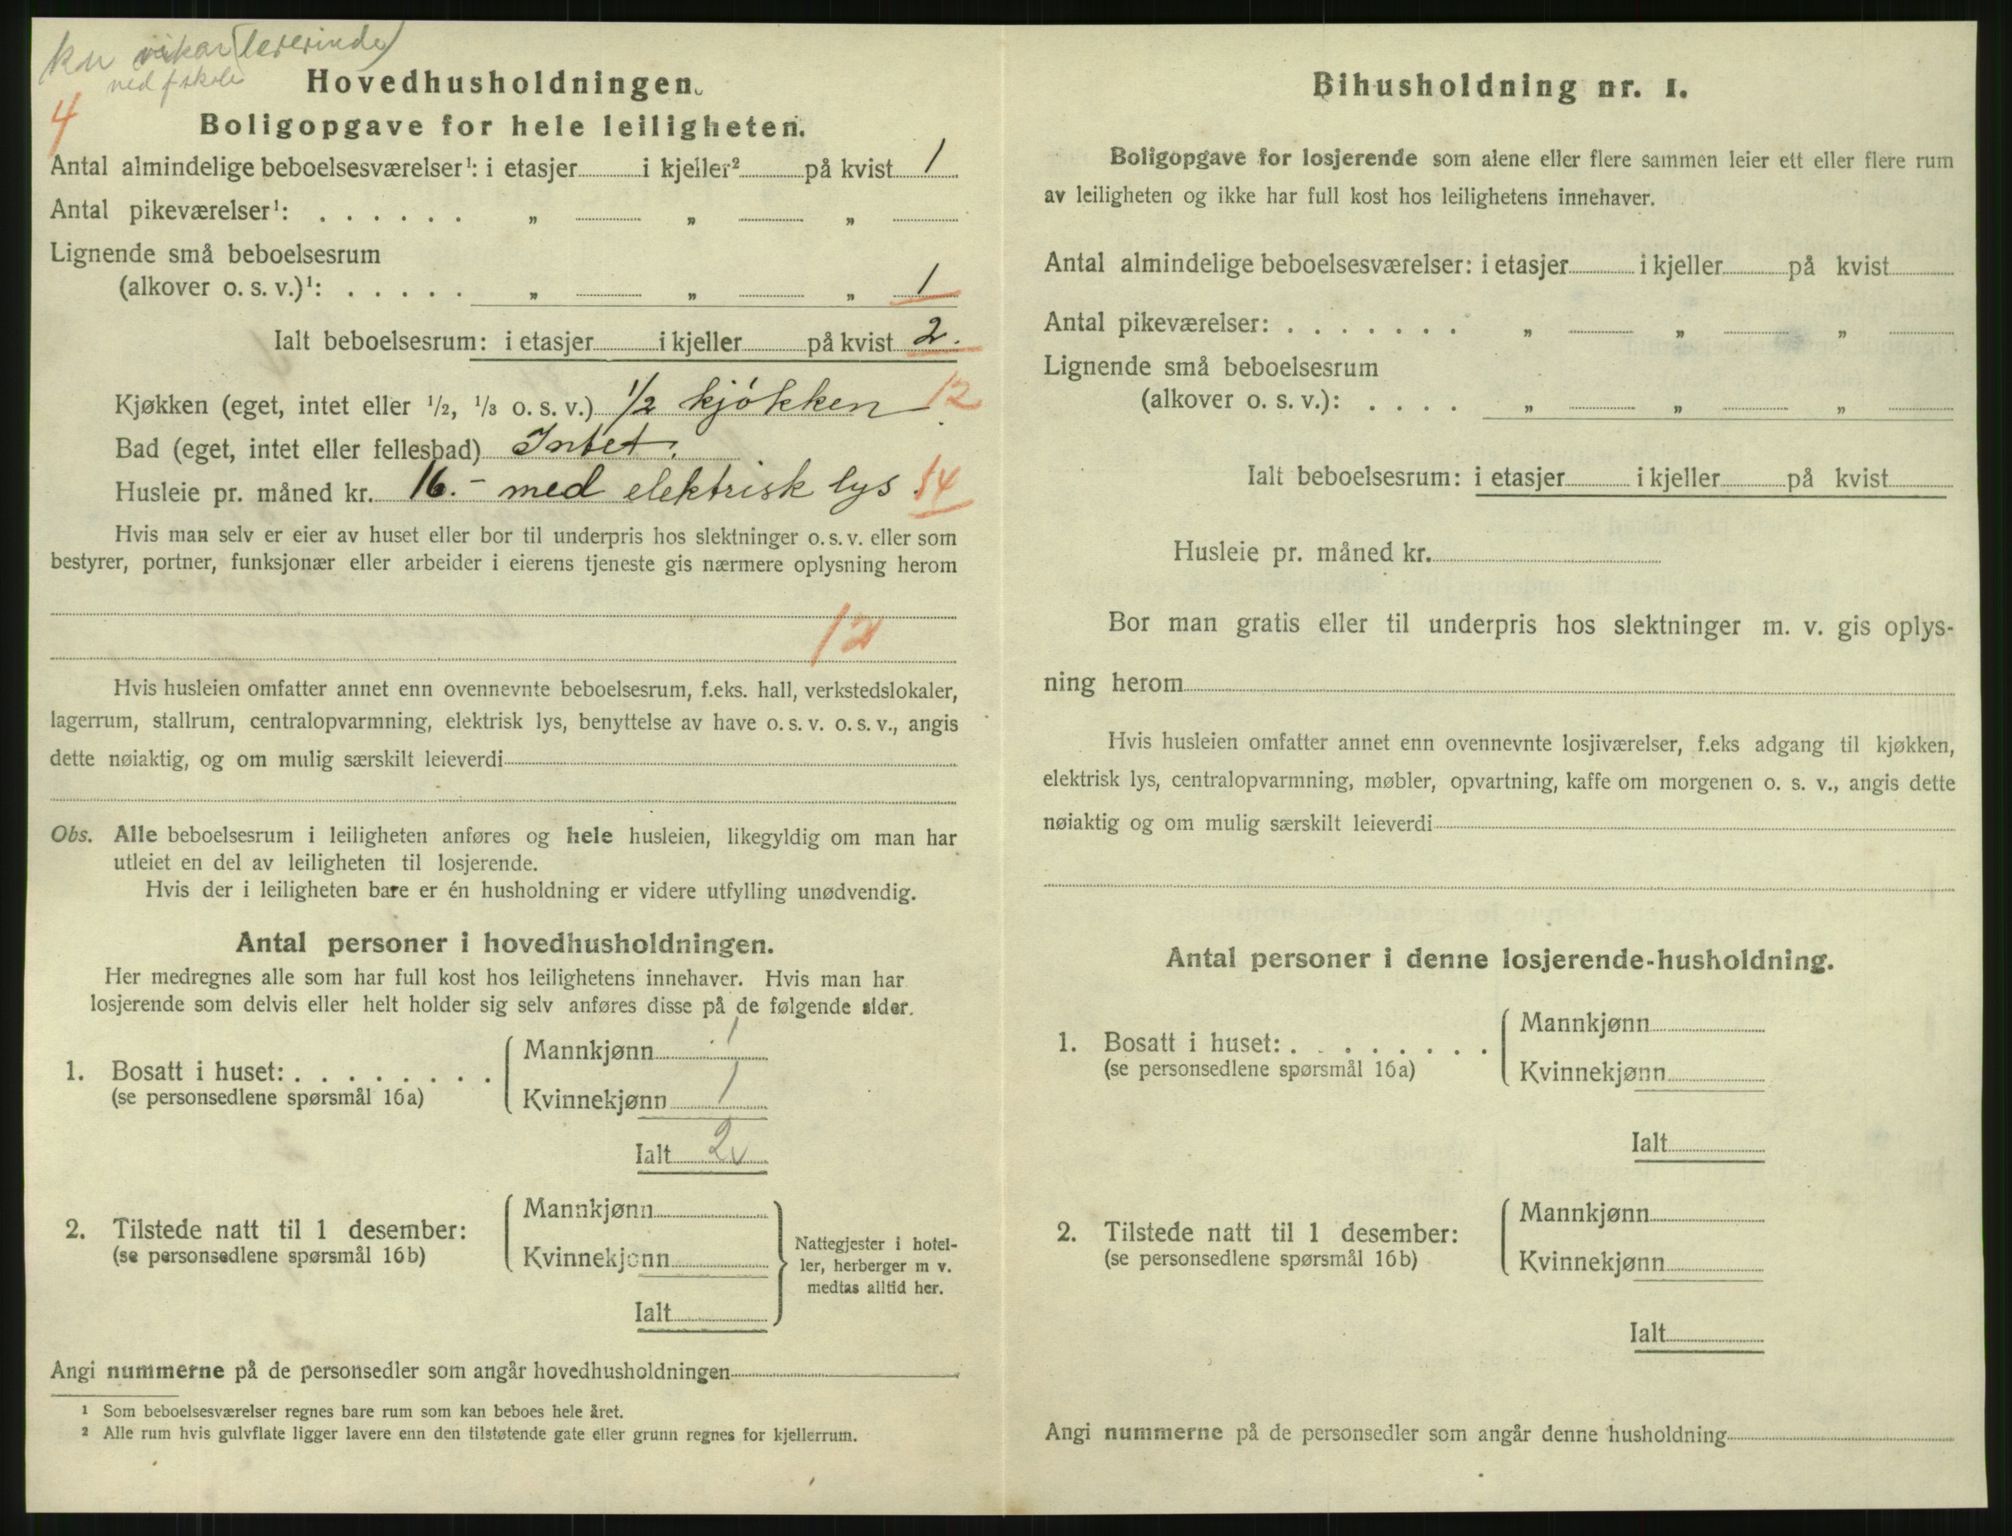 kn vikar (lererinde)
ved fskole
4
Hovedhusholdningen.
Boligopgave for hele leiligheten.
Antal almindelige beboelsesværelser¹: i etasjer i kjeller² på kvist 1
Antal pikeværelser¹: . . . . . . „ „ „
Lignende små beboelsesrum
(alkover o. s. v.)¹: . . . . . „ „ „ 1
Ialt beboelsesrum: i etasjer i kjeller på kvist 2.
Kjøkken (eget, intet eller ½, ⅓ o. s. v.) ½ kjökken 12
Bad (eget, intet eller fellesbad) Intet.
Husleie pr. måned kr. 16.- med elektrisk lys. 14
Hvis man selv er eier av huset eller bor til underpris hos slektninger o. s. v. eller som
bestyrer, portner, funksjonær eller arbeider i eierens tjeneste gis nærmere oplysning herom
12
Hvis husleien omfatter annet enn ovennevnte beboelsesrum, f.eks. hall, verkstedslokaler,
lagerrum, stallrum, centralopvarmning, elektrisk lys, benyttelse av have o. s. v. o. s. v., angis
dette nøiaktig, og om mulig særskilt leieverdi
Obs. Alle beboelsesrum i leiligheten anføres og hele husleien, likegyldig om man har
utleiet en del av leiligheten til losjerende.
Hvis der i leiligheten bare er én husholdning er videre utfylling unødvendig.
Antal personer i hovedhusholdningen.
Her medregnes alle som har full kost hos leilighetens innehaver. Hvis man har
losjerende som delvis eller helt holder sig selv anføres disse på de følgende sider.
1. Bosatt i huset: . . . . . . . .
(se personsedlene spørsmål 16a)
Mannkjønn 1
Kvinnekjønn 1
Ialt 2
2. Tilstede natt til 1 desember:
(se personsedlene spørsmål 16b)
Mannkjønn
Kvinnekjønn
Ialt
Nattegjester i hotel-
ler, herberger m v.
medtas alltid her.
Angi nummerne på de personsedler som angår hovedhusholdningen
¹ Som beboelsesværelser regnes bare rum som kan beboes hele året.
² Alle rum hvis gulvflate ligger lavere enn den tilstøtende gate eller grunn regnes for kjellerrum.
Bihusholdning nr. 1.
Boligopgave for losjerende som alene eller flere sammen leier ett eller flere rum
av leiligheten og ikke har full kost hos leilighetens innehaver.
Antal almindelige beboelsesværelser: i etasjer i kjeller på kvist
Antal pikeværelser: . . . . . . . „ „ „
Lignende små beboelsesrum
(alkover o. s. v.): . . . . „ „ „
Ialt beboelsesrum: i etasjer i kjeller på kvist
Husleie pr. måned kr.
Bor man gratis eller til underpris hos slektninger m. v. gis oplys-
ning herom
Hvis husleien omfatter annet enn ovennevnte losjiværelser, f.eks adgang til kjøkken,
elektrisk lys, centralopvarmning, møbler, opvartning, kaffe om morgenen o. s. v., angis dette
nøiaktig og om mulig særskilt leieverdi
Antal personer i denne losjerende-husholdning.
1. Bosatt i huset: . . . . . . . .
(se personsedlene spørsmål 16a)
Mannkjønn
Kvinnekjønn
Ialt
2. Tilstede natt til 1 desember:
(se personsedlene spørsmål 16b)
Mannkjønn
Kvinnekjønn
Ialt
Angi nummerne på de personsedler som angår denne husholdning